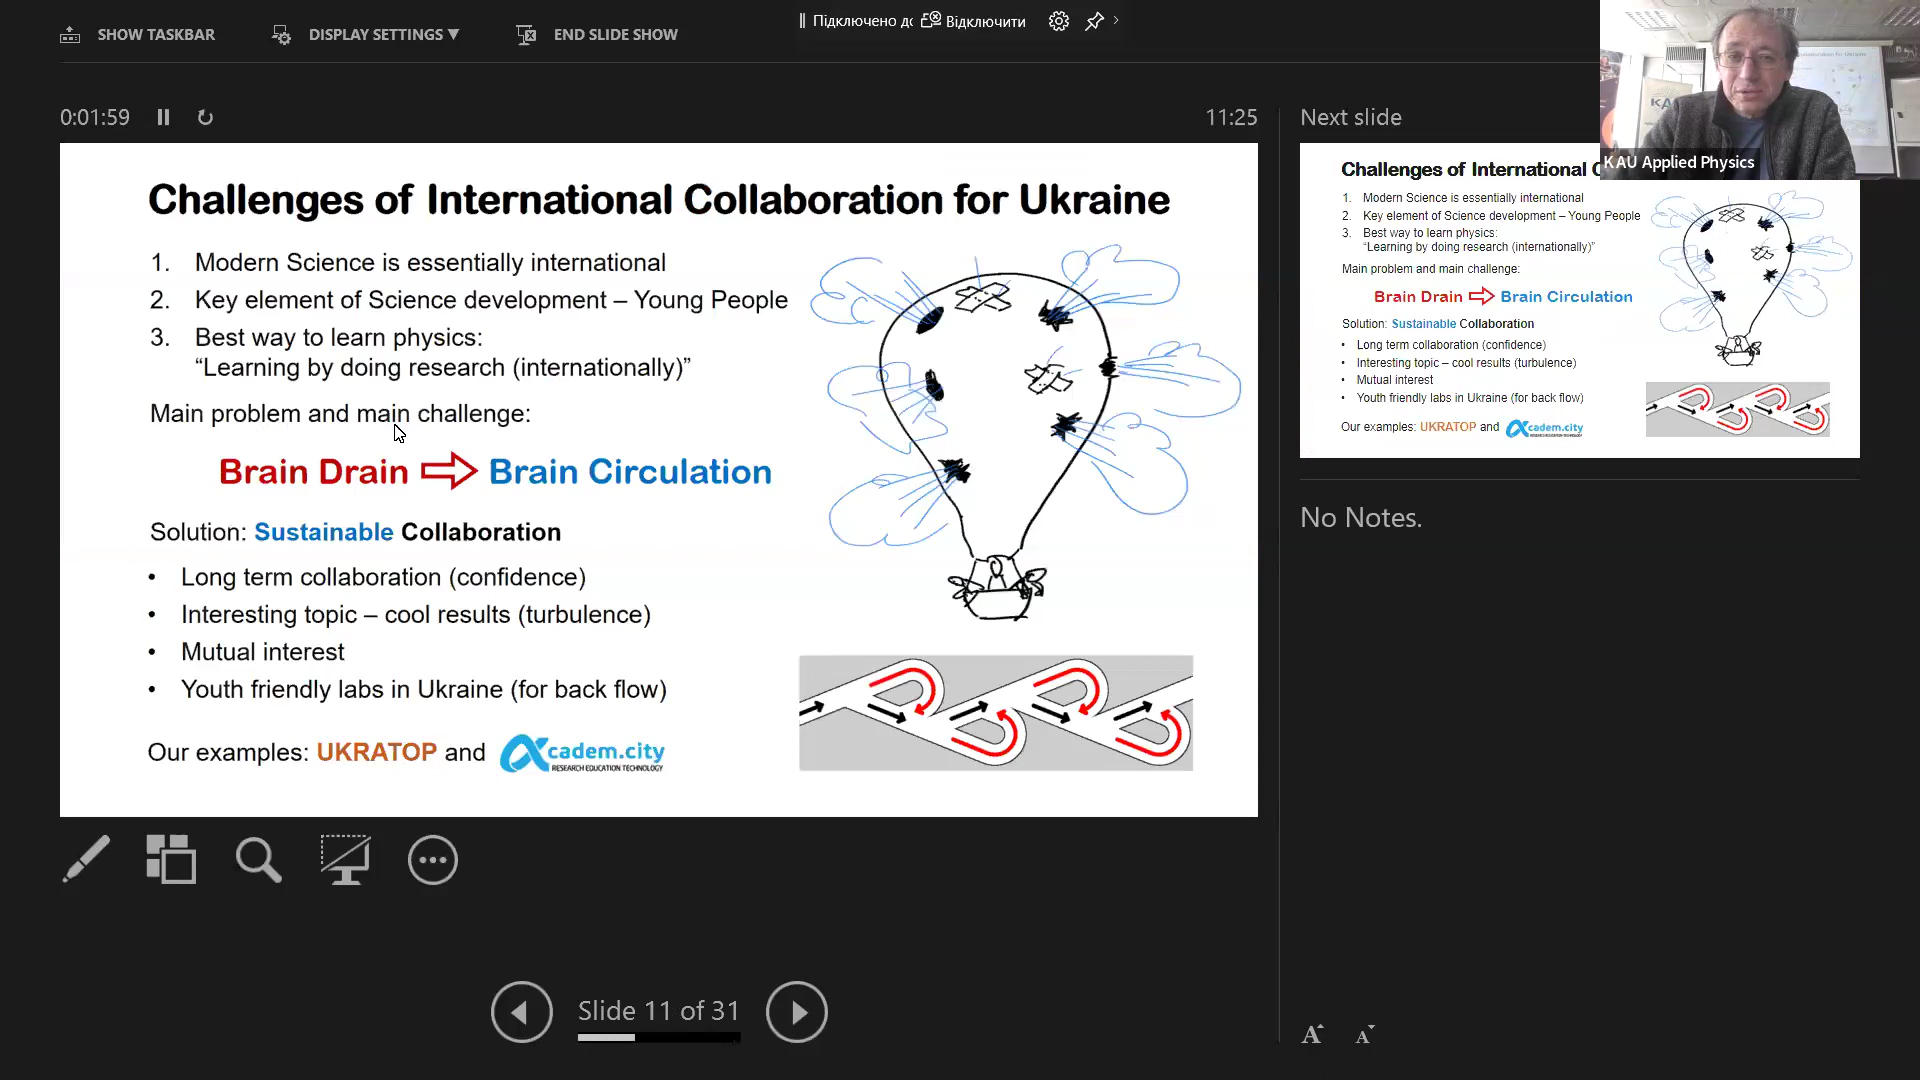 SHOW TASKBAR
DISPLAY SETTINGS ▼
END SLIDE SHOW
Підключено до
Відключити
0:01:59
11:25
Challenges of International Collaboration for Ukraine
1. Modern Science is essentially international
2. Key element of Science development – Young People
3. Best way to learn physics:
“Learning by doing research (internationally)”
Main problem and main challenge:
Brain Drain ⇨ Brain Circulation
Solution: Sustainable Collaboration
• Long term collaboration (confidence)
• Interesting topic – cool results (turbulence)
• Mutual interest
• Youth friendly labs in Ukraine (for back flow)
Our examples: UKRATOP and αcadem.city
RESEARCH EDUCATION TECHNOLOGY
Slide 11 of 31
Next slide
KAU Applied Physics
Challenges of International C
1. Modern Science is essentially international
2. Key element of Science development – Young People
3. Best way to learn physics:
“Learning by doing research (internationally)”
Main problem and main challenge:
Brain Drain ⇨ Brain Circulation
Solution: Sustainable Collaboration
• Long term collaboration (confidence)
• Interesting topic – cool results (turbulence)
• Mutual interest
• Youth friendly labs in Ukraine (for back flow)
Our examples: UKRATOP and αcadem.city
RESEARCH EDUCATION TECHNOLOGY
No Notes.
A A